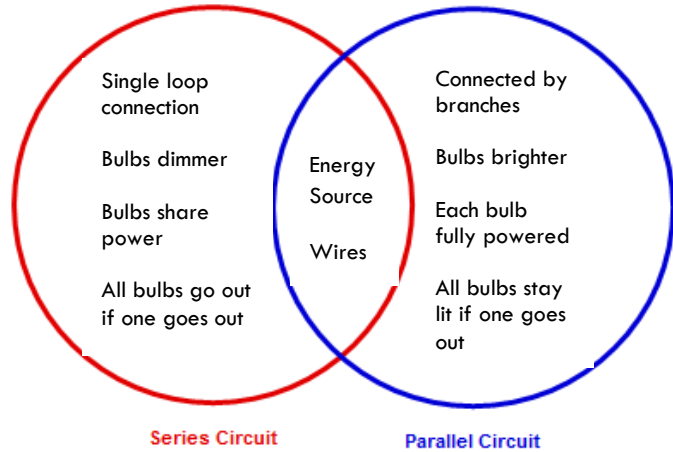 Single loop
connection
Bulbs dimmer
Bulbs share
power
All bulbs go out
if one goes out
Energy
Source
Wires
Connected by
branches
Bulbs brighter
Each bulb
fully powered
All bulbs stay
lit if one goes
out
Series Circuit
Parallel Circuit